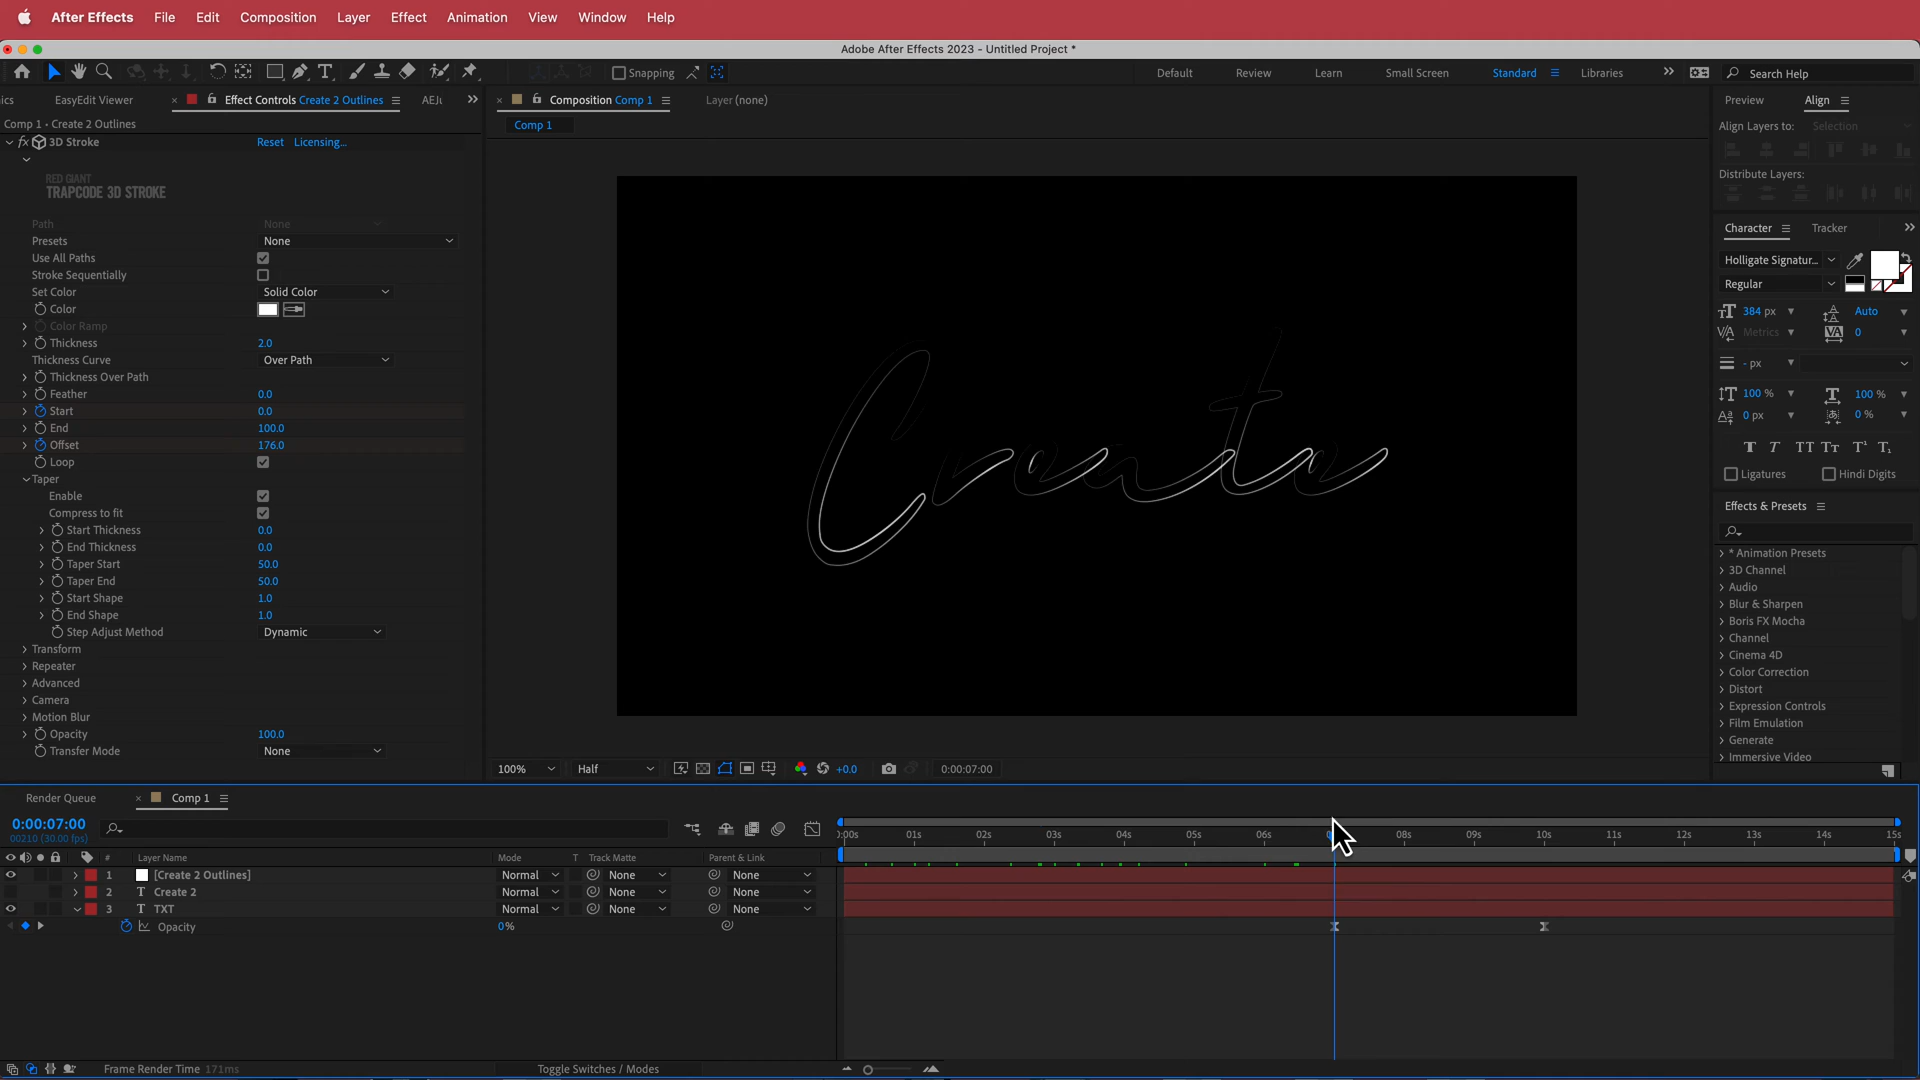 After Effects File Edit Composition Layer Effect Animation View Window Help
Adobe After Effects 2023 - Untitled Project *
Snapping Default Review Learn Small Screen Standard Libraries Search Help
ics EasyEdit Viewer Effect Controls Create 2 Outlines AEJu Composition Comp 1 Layer (none) Preview Align
Comp 1 • Create 2 Outlines Comp 1 Align Layers to: Selection
fx 3D Stroke Reset Licensing...
Distribute Layers:
RED GIANT
TRAPCODE 3D STROKE
Path None
Presets None
Use All Paths
Stroke Sequentially
Set Color Solid Color
Color
Color Ramp
Thickness 2.0
Thickness Curve Over Path
Thickness Over Path
Feather 0.0
Start 0.0
End 100.0
Offset 176.0
Loop
Taper
Enable
Compress to fit
Start Thickness 0.0
End Thickness 0.0
Taper Start 50.0
Taper End 50.0
Start Shape 1.0
End Shape 1.0
Step Adjust Method Dynamic
Transform
Repeater
Advanced
Camera
Motion Blur
Opacity 100.0
Transfer Mode None
Create
100% Half +0.0 0:00:07:00
Character Tracker
Holligate Signatur...
Regular
384 px Auto
Metrics 0
- px
100 % 100 %
0 px 0 %
T T TT Tт T¹ T₁
Ligatures Hindi Digits
Effects & Presets
* Animation Presets
3D Channel
Audio
Blur & Sharpen
Boris FX Mocha
Channel
Cinema 4D
Color Correction
Distort
Expression Controls
Film Emulation
Generate
Immersive Video
Render Queue Comp 1
0:00:07:00
00210 (30.00 fps)
:00s 01s 02s 03s 04s 05s 06s 08s 09s 10s 11s 12s 13s 14s 15s
# Layer Name Mode T Track Matte Parent & Link
1 [Create 2 Outlines] Normal None None
2 T Create 2 Normal None None
3 T TXT Normal None None
Opacity 0%
Frame Render Time 171ms Toggle Switches / Modes